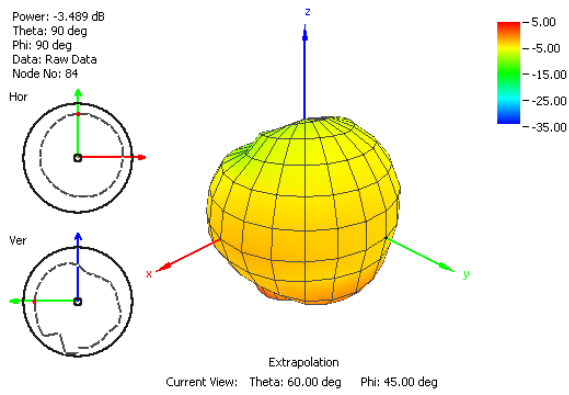 Power: -3.489 dB
Theta: 90 deg
Phi: 90 deg
Data: Raw Data
Node No: 84
Hor
Ver
z
x
y
5.00
-5.00
-15.00
-25.00
-35.00
Extrapolation
Current View: Theta: 60.00 deg Phi: 45.00 deg